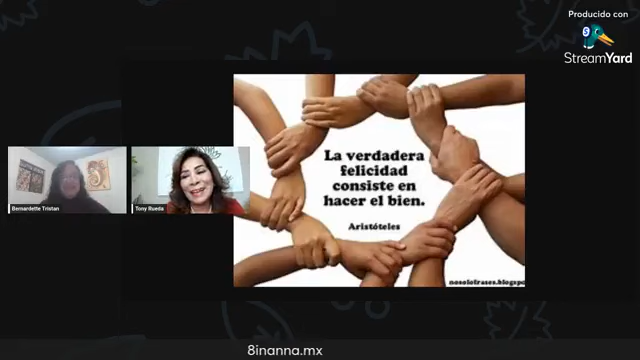 Producido con
StreamYard
La verdadera
felicidad
consiste en
hacer el bien.
Aristóteles
nosolofrases.blogspo
Bernardette Tristan
Tony Rueda
8inanna.mx